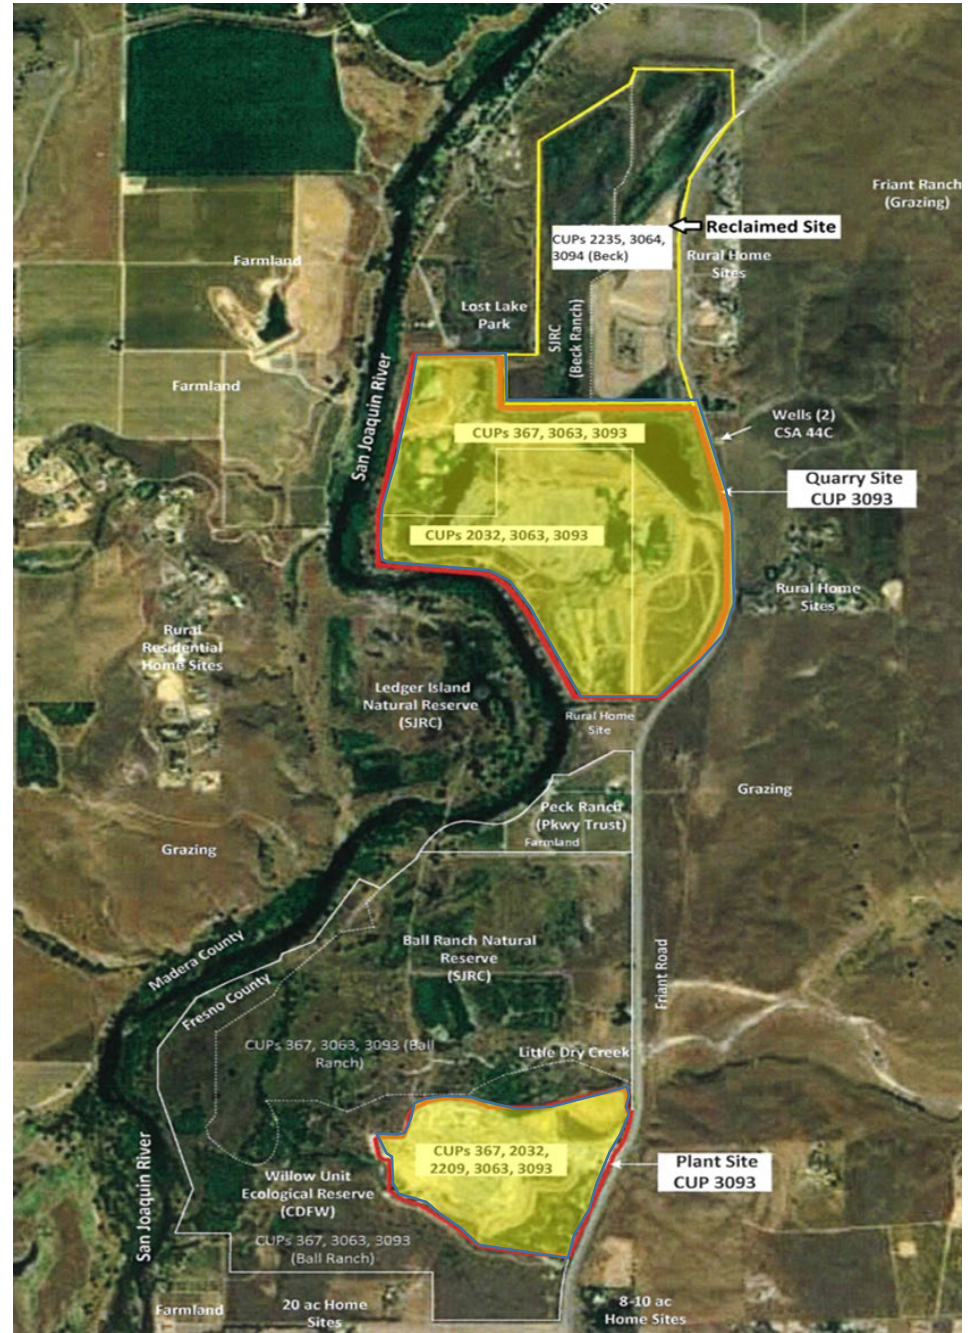 Friant Ranch
(Grazing)
Reclaimed Site
CUPs 2235, 3064,
3094 (Beck)
Rural Home
Sites
Farmland
Lost Lake
Park
SJRC
(Beck Ranch)
San Joaquin River
Farmland
Wells (2)
CSA 44C
CUPs 367, 3063, 3093
Quarry Site
CUP 3093
CUPs 2032, 3063, 3093
Rural Home
Sites
Rural
Residential
Home Sites
Ledger Island
Natural Reserve
(SJRC)
Rural Home
Site
Grazing
Peck Ranch
(Pkwy Trust)
Farmland
Grazing
Ball Ranch Natural
Reserve
(SJRC)
Madera County
Fresno County
Friant Road
CUPs 367, 3063, 3093 (Ball
Ranch)
Little Dry Creek
CUPs 367, 2032,
2209, 3063, 3093
Plant Site
CUP 3093
Willow Unit
Ecological Reserve
(CDFW)
San Joaquin River
CUPs 367, 3063, 3093
(Ball Ranch)
Farmland
20 ac Home
Sites
8-10 ac
Home Sites